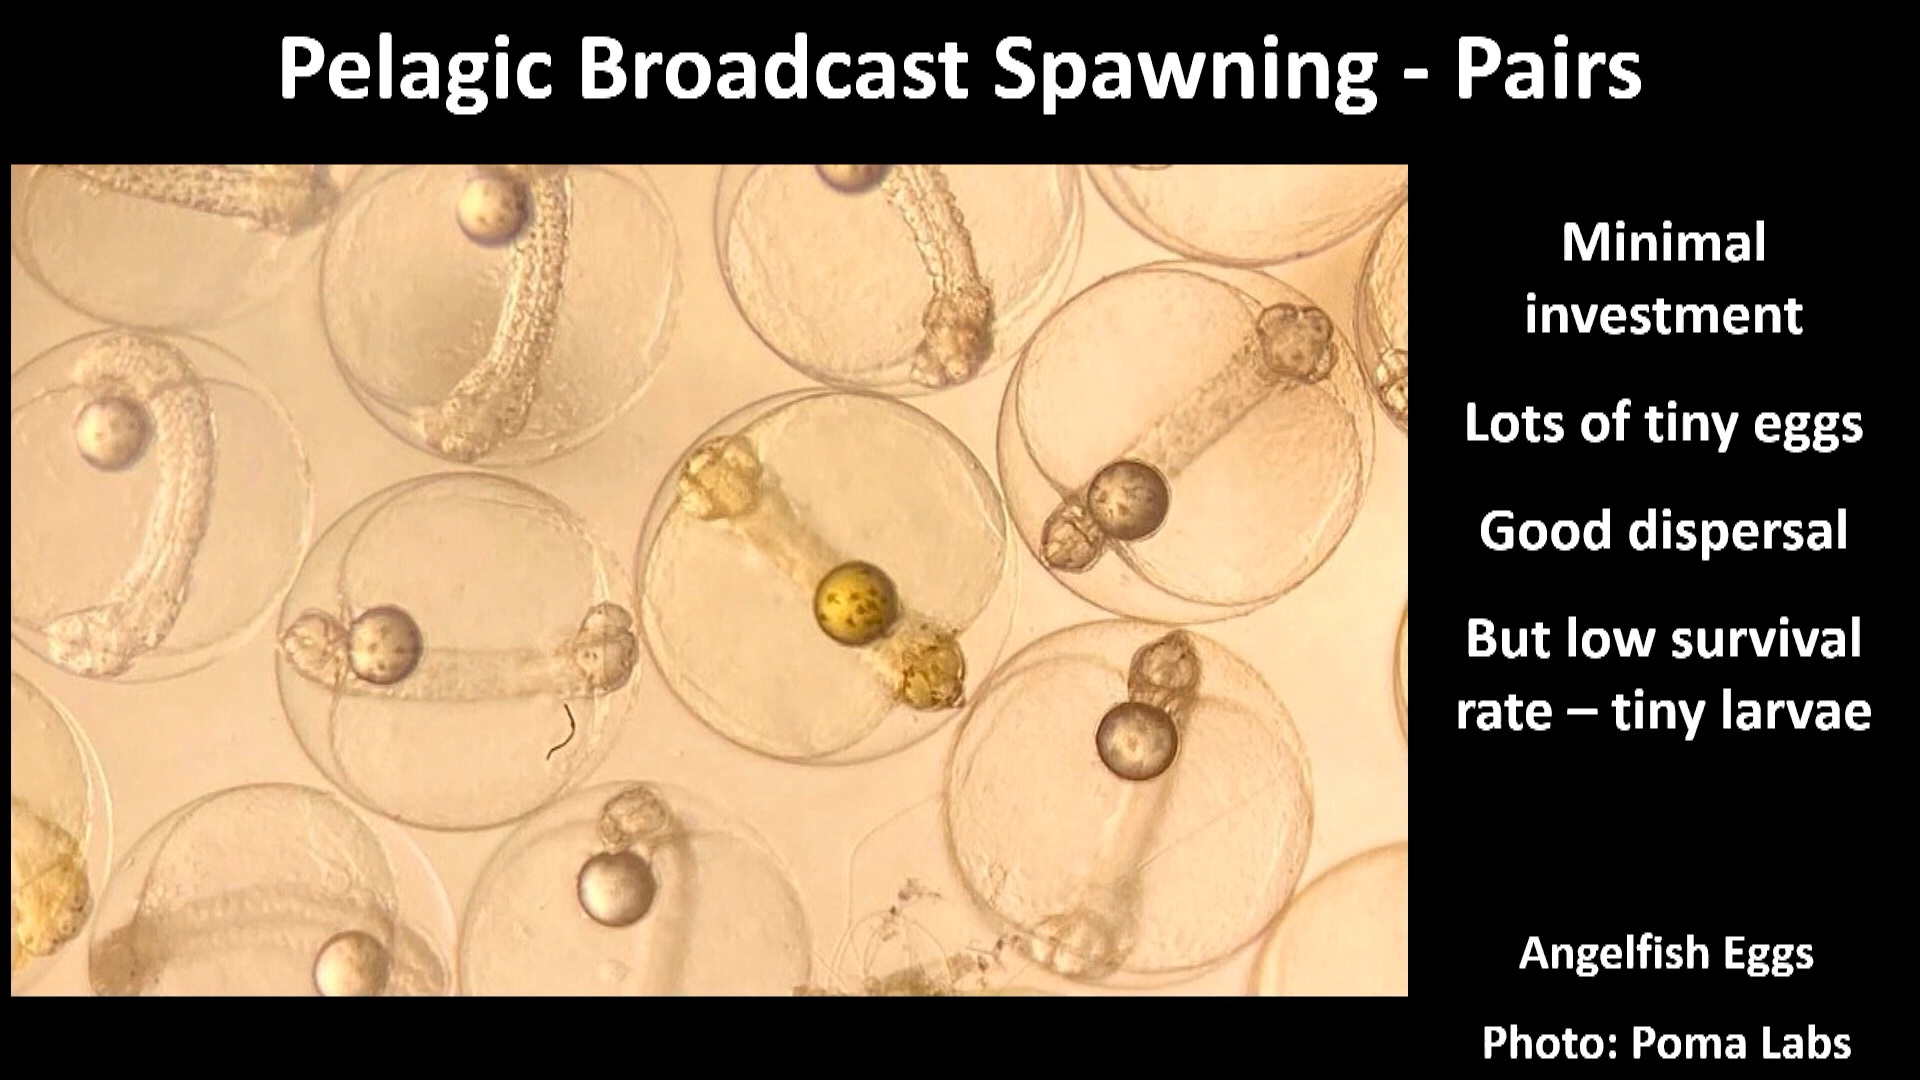 Pelagic Broadcast Spawning - Pairs
Minimal
investment
Lots of tiny eggs
Good dispersal
But low survival
rate – tiny larvae
Angelfish Eggs
Photo: Poma Labs